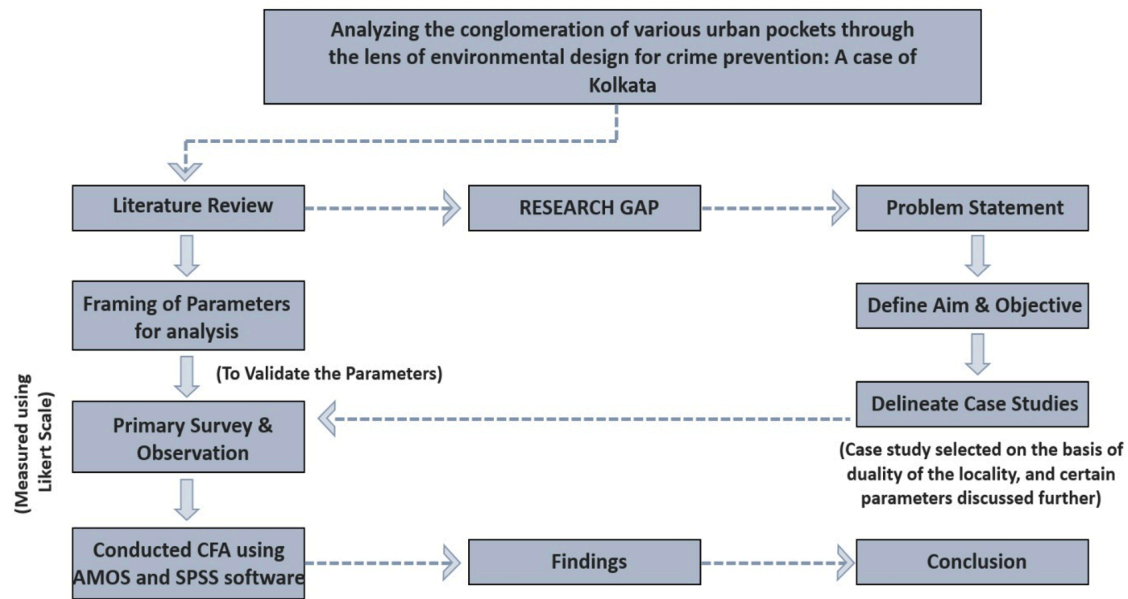 Analyzing the conglomeration of various urban pockets through
the lens of environmental design for crime prevention: A case of
Kolkata
Literature Review
RESEARCH GAP
Problem Statement
Framing of Parameters
for analysis
Define Aim & Objective
(To Validate the Parameters)
(Measured using
Likert Scale)
Primary Survey &
Observation
Delineate Case Studies
(Case study selected on the basis of
duality of the locality, and certain
parameters discussed further)
Conducted CFA using
AMOS and SPSS software
Findings
Conclusion